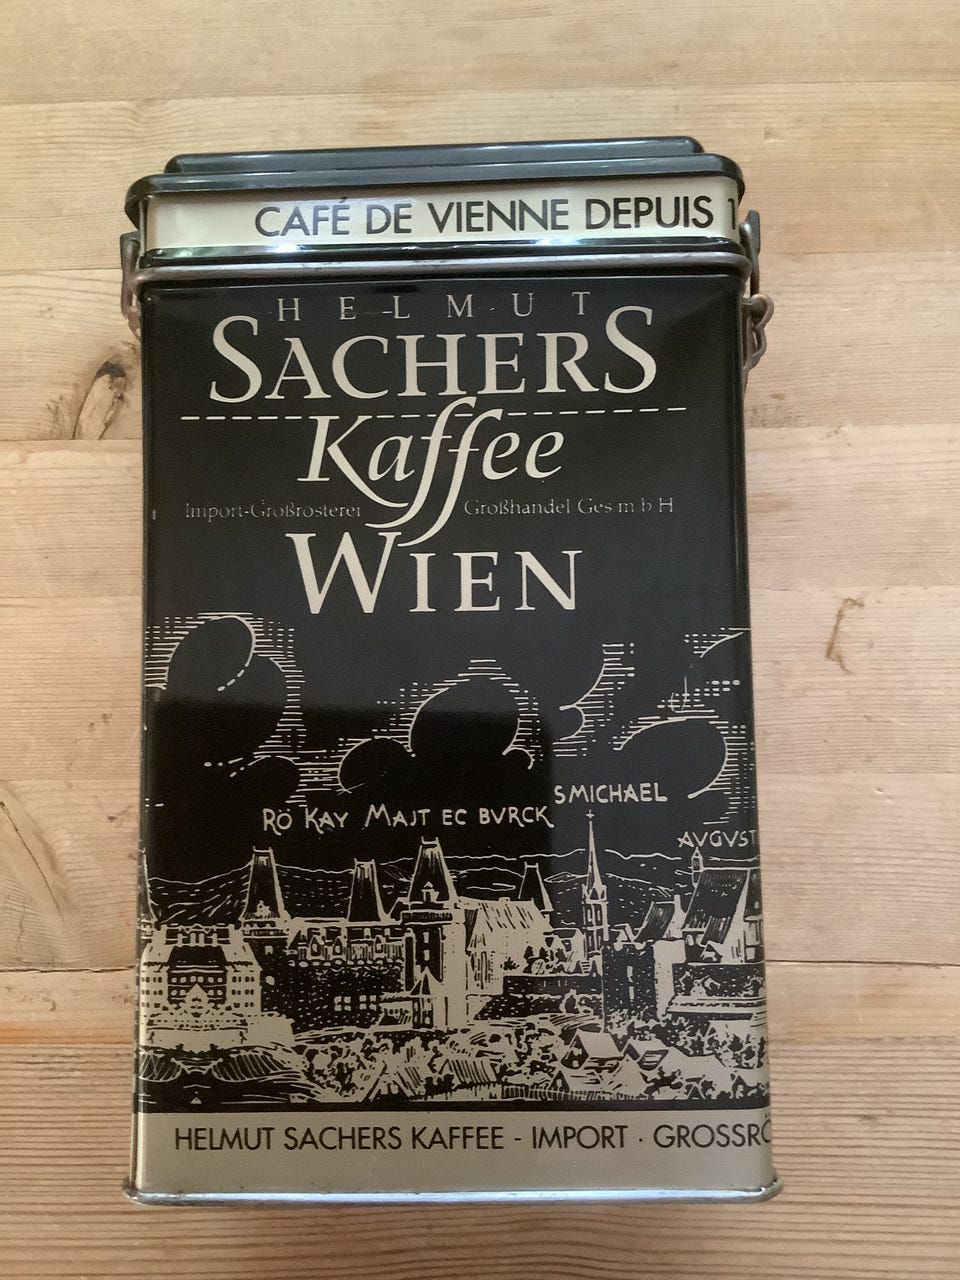 CAFÉ DE VIENNE DEPUIS 1
HELMUT
SACHERS
Kaffee
Import-Großrösterei Großhandel Ges m b H
WIEN
SMICHAEL
RÖ KAY MAJT EC BVRCK
AVGVST
HELMUT SACHERS KAFFEE - IMPORT · GROSSRÖ